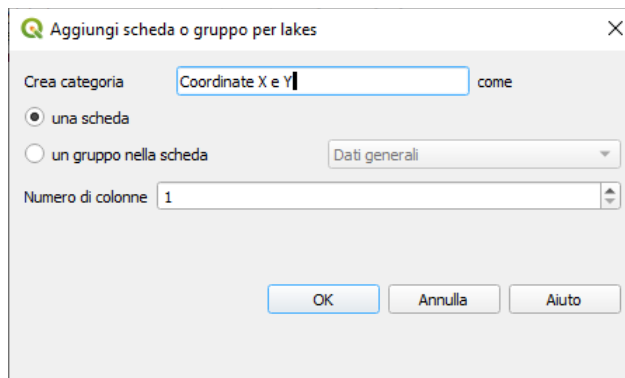 Aggiungi scheda o gruppo per lakes
Crea categoria Coordinate X e Y come
una scheda
un gruppo nella scheda Dati generali
Numero di colonne 1
OK Annulla Aiuto